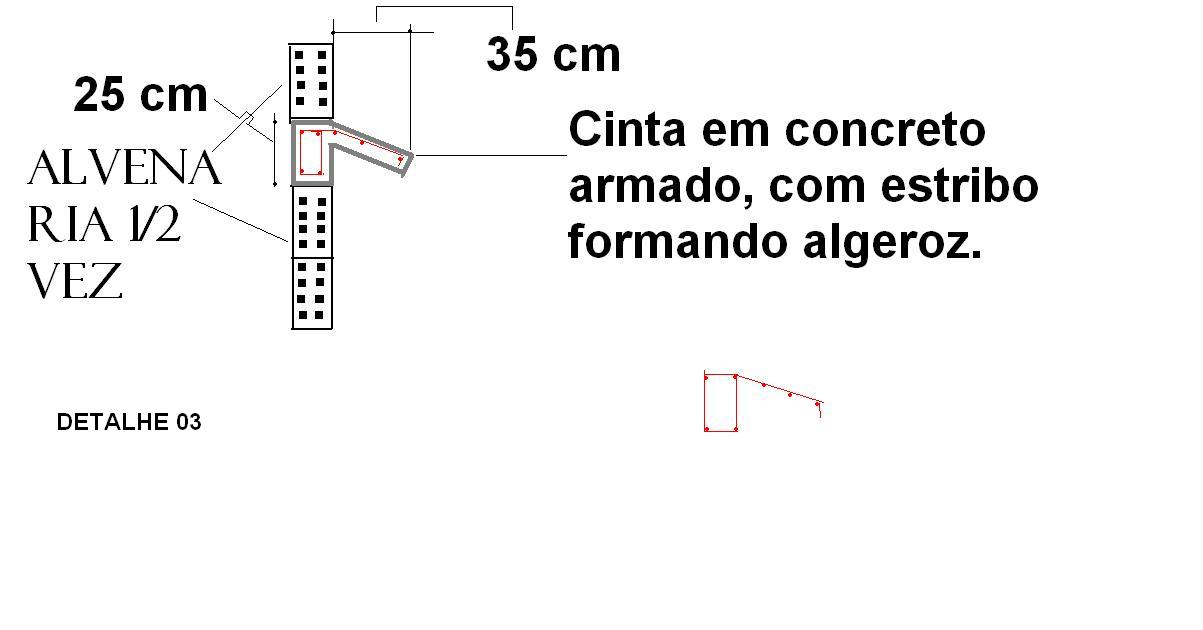 35 cm
25 cm
ALVENA
RIA 1/2
VEZ
Cinta em concreto
armado, com estribo
formando algeroz.
DETALHE 03